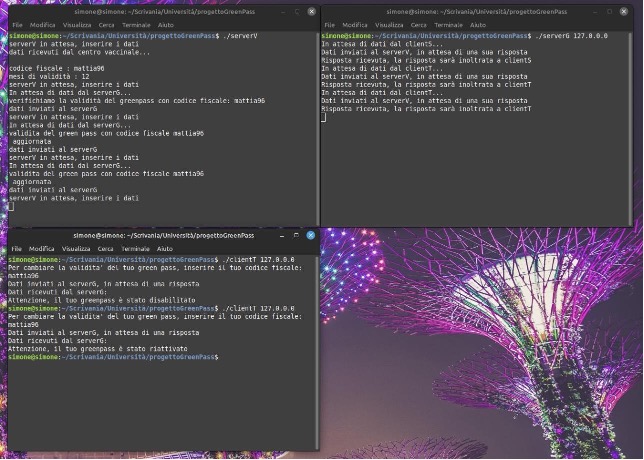 simone@simone: ~/Scrivania/Università/progettoGreenPass
File Modifica Visualizza Cerca Terminale Aiuto
simone@simone:~/Scrivania/Università/progettoGreenPass$ ./serverV
serverV in attesa, inserire i dati
dati ricevuti dal centro vaccinale...
codice fiscale : mattia96
mesi di validità : 12
serverV in attesa, inserire i dati
In attesa di dati dal serverG...
verifichiamo la validità del greenpass con codice fiscale: mattia96
dati inviati al serverG
serverV in attesa, inserire i dati
In attesa di dati dal serverG...
validita del green pass con codice fiscale mattia96
aggiornata
dati inviati al serverG
serverV in attesa, inserire i dati
In attesa di dati dal serverG...
validita del green pass con codice fiscale mattia96
aggiornata
dati inviati al serverG
serverV in attesa, inserire i dati
simone@simone: ~/Scrivania/Università/progettoGreenPass
File Modifica Visualizza Cerca Terminale Aiuto
simone@simone:~/Scrivania/Università/progettoGreenPass$ ./serverG 127.0.0.0
In attesa di dati dal clientS...
Dati inviati al serverV, in attesa di una sua risposta
Risposta ricevuta, la risposta sarà inoltrata a clientS
In attesa di dati dal clientT...
Dati inviati al serverV, in attesa di una sua risposta
Risposta ricevuta, la risposta sarà inoltrata a clientT
In attesa di dati dal clientT...
Dati inviati al serverV, in attesa di una sua risposta
Risposta ricevuta, la risposta sarà inoltrata a clientT
simone@simone: ~/Scrivania/Università/progettoGreenPass
File Modifica Visualizza Cerca Terminale Aiuto
simone@simone:~/Scrivania/Università/progettoGreenPass$ ./clientT 127.0.0.0
Per cambiare la validita' del tuo green pass, inserire il tuo codice fiscale:
mattia96
Dati inviati al serverG, in attesa di una risposta
Dati ricevuti dal serverG:
Attenzione, il tuo greenpass è stato disabilitato
simone@simone:~/Scrivania/Università/progettoGreenPass$ ./clientT 127.0.0.0
Per cambiare la validita' del tuo green pass, inserire il tuo codice fiscale:
mattia96
Dati inviati al serverG, in attesa di una risposta
Dati ricevuti dal serverG:
Attenzione, il tuo greenpass è stato riattivato
simone@simone:~/Scrivania/Università/progettoGreenPass$